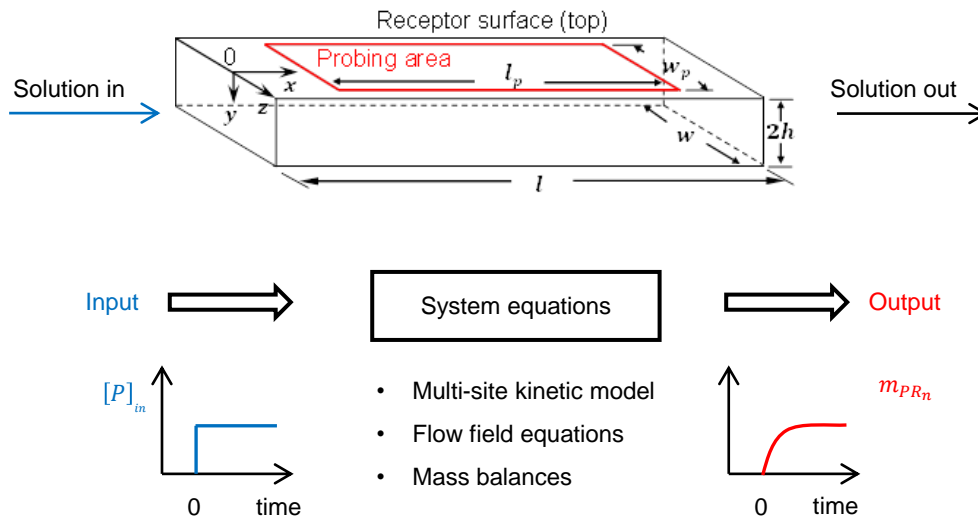 Receptor surface (top)
Probing area
0
x
y
z
l_p
w_p
Solution in
Solution out
w
2h
l
Input
System equations
Output
[P]_in
• Multi-site kinetic model
• Flow field equations
• Mass balances
m_PR_n
0 time
0 time